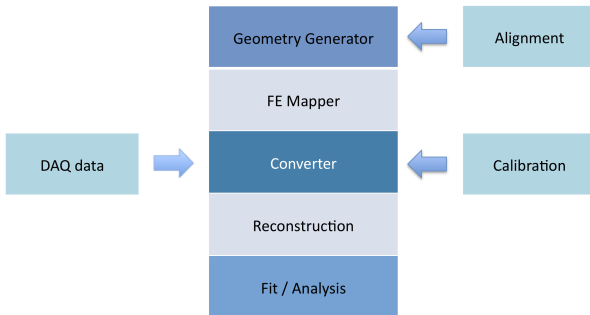 Geometry Generator
Alignment
FE Mapper
DAQ data
Converter
Calibration
Reconstruction
Fit / Analysis